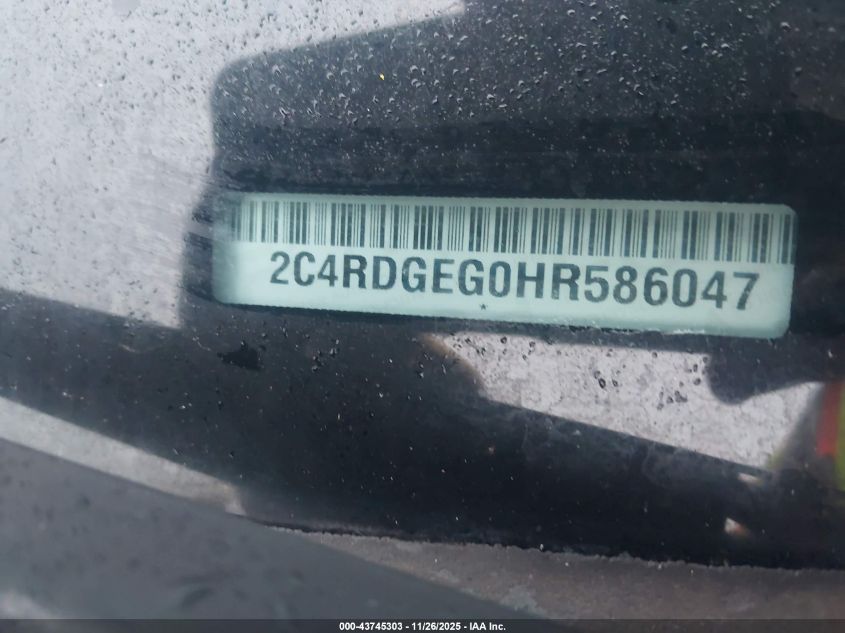 2C4RDGEG0HR586047
000-43745303 - 11/26/2025 - IAA Inc.